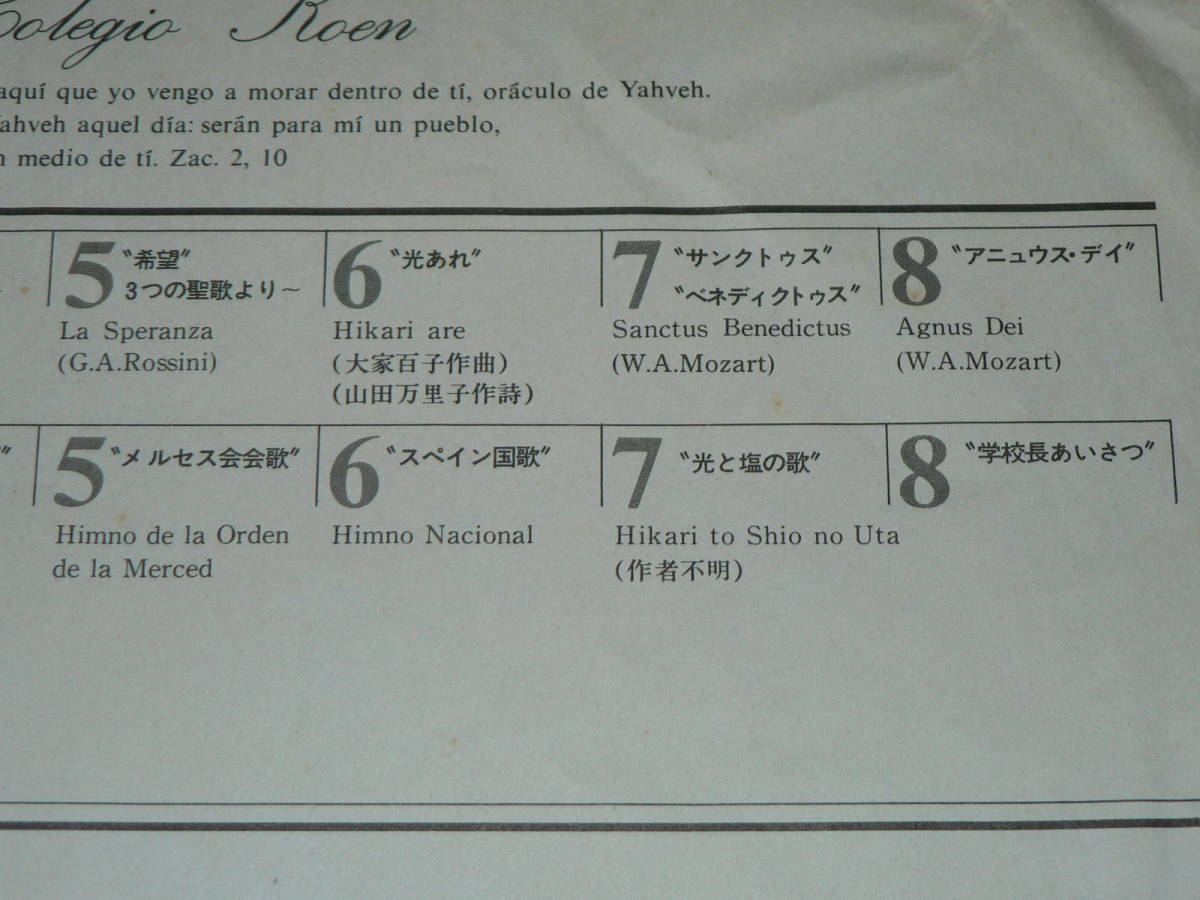 Colegio Roen
aquí que yo vengo a morar dentro de tí, oráculo de Yahveh.
Yahveh aquel día: serán para mí un pueblo,
medio de tí. Zac. 2, 10
5 〝希望〞
3つの聖歌より〜
La Speranza
(G.A.Rossini)
6 〝光あれ〞
Hikari are
(大家百子作曲)
(山田万里子作詩)
7 〝サンクトゥス〞
〝ベネディクトゥス〞
Sanctus Benedictus
(W.A.Mozart)
8 〝アニュウス・デイ〞
Agnus Dei
(W.A.Mozart)
5 〝メルセス会会歌〞
Himno de la Orden
de la Merced
6 〝スペイン国歌〞
Himno Nacional
7 〝光と塩の歌〞
Hikari to Shio no Uta
(作者不明)
8 〝学校長あいさつ〞